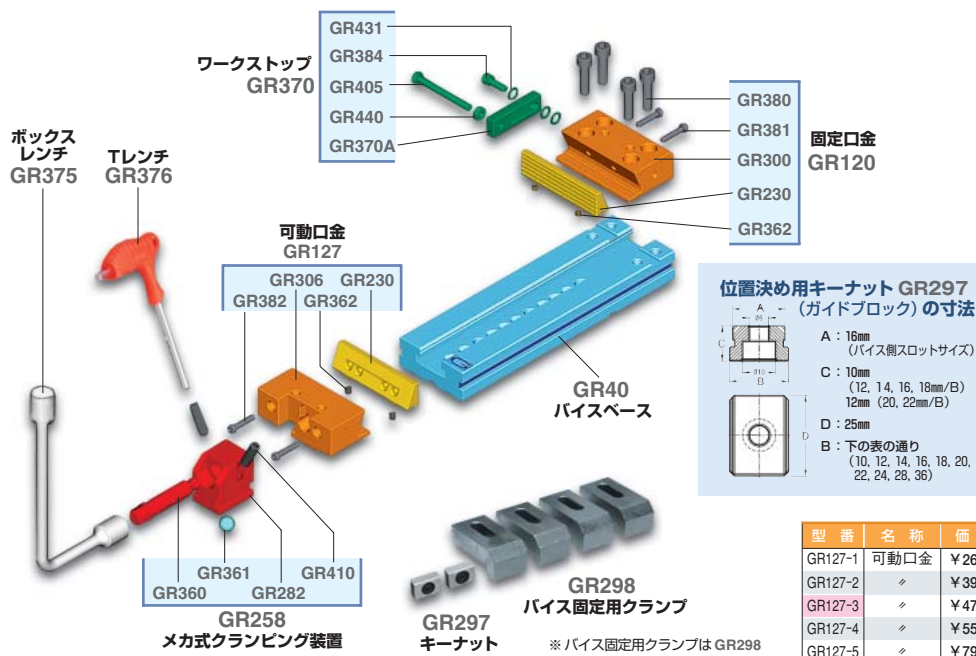 GR431
GR384
GR405
GR440
GR370A
ワークストップ
GR370
GR380
GR381
GR300
GR230
GR362
固定口金
GR120
ボックス
レンチ
GR375
Tレンチ
GR376
可動口金
GR127
GR306 GR230
GR382 GR362
GR40
バイスベース
位置決め用キーナット GR297
(ガイドブロック)の寸法
A
C
B
D
A:16mm
(バイス側スロットサイズ)
C:10mm
(12, 14, 16, 18mm/B)
12mm (20, 22mm/B)
D:25mm
B:下の表の通り
(10, 12, 14, 16, 18, 20,
22, 24, 28, 36)
GR361 GR410
GR360 GR282
GR258
メカ式クランピング装置
GR298
バイス固定用クランプ
GR297
キーナット
※バイス固定用クランプは GR298
型 番 名 称 価
GR127-1 可動口金 ¥26
GR127-2 〃 ¥39
GR127-3 〃 ¥47
GR127-4 〃 ¥55
GR127-5 〃 ¥79